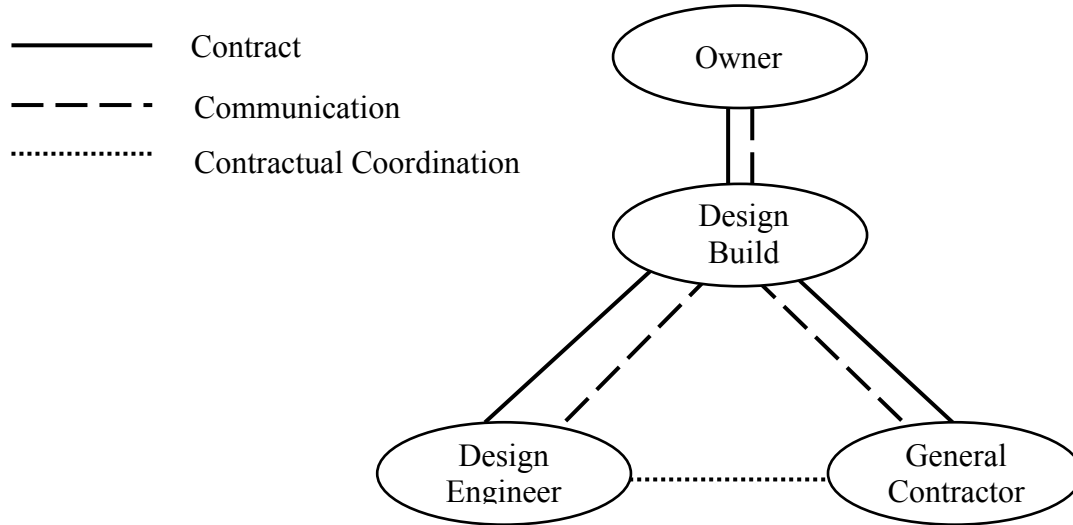 Contract
Communication
Contractual Coordination
Owner
Design
Build
Design
Engineer
General
Contractor